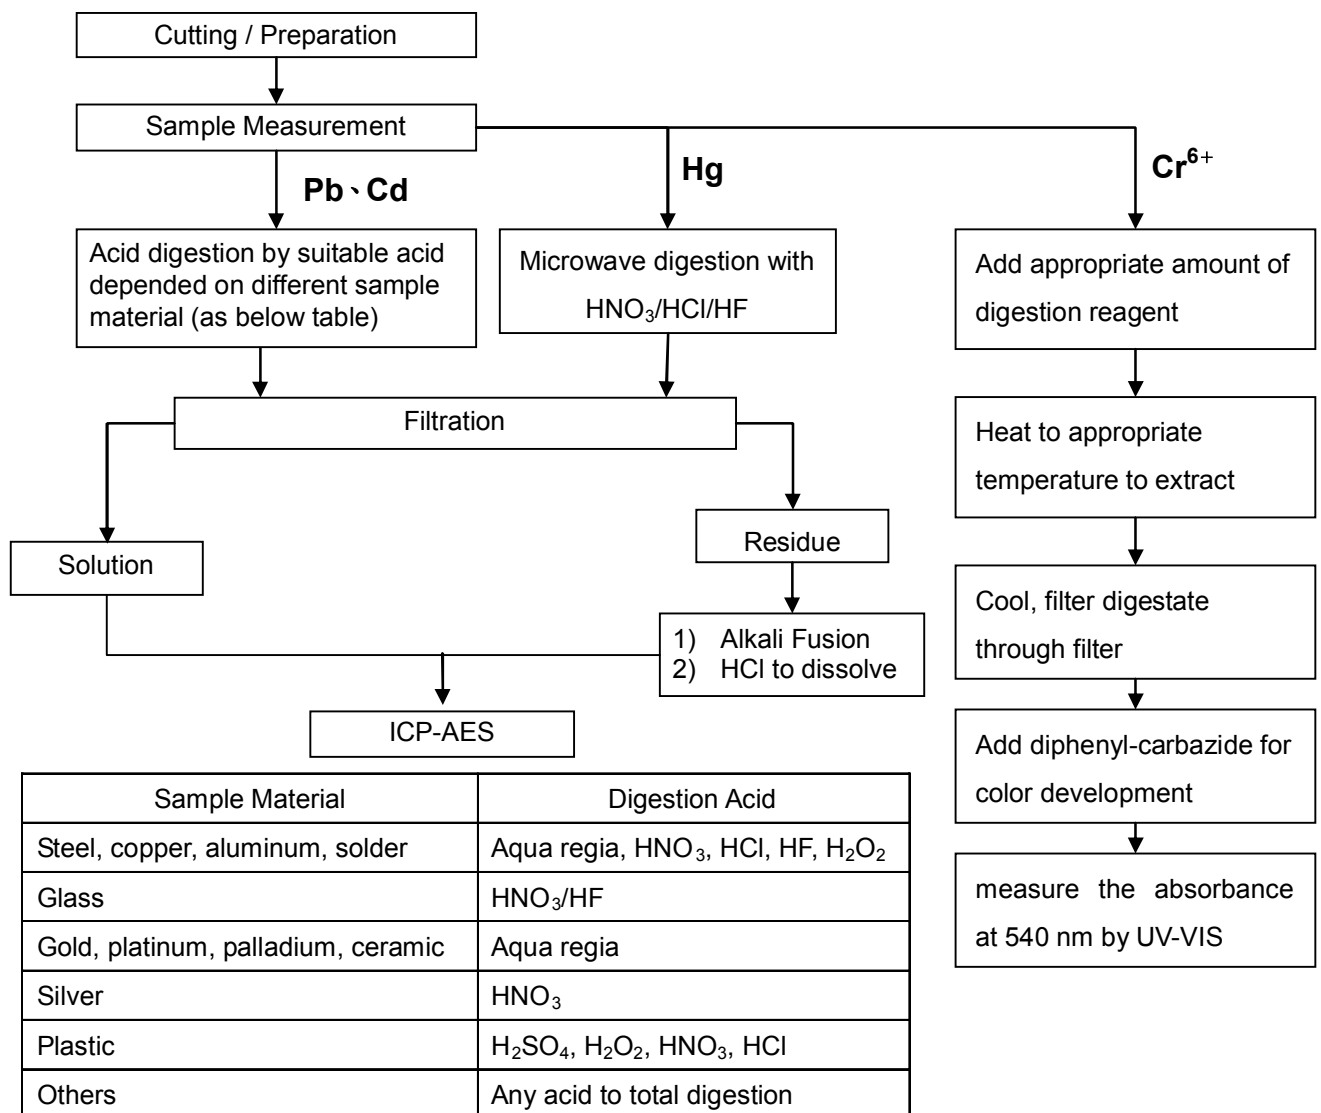 Cutting / Preparation
Sample Measurement
Pb、Cd
Hg
Cr⁶⁺
Acid digestion by suitable acid
depended on different sample
material (as below table)
Microwave digestion with
HNO₃/HCl/HF
Add appropriate amount of
digestion reagent
Filtration
Heat to appropriate
temperature to extract
Solution
Residue
Cool, filter digestate
through filter
1) Alkali Fusion
2) HCl to dissolve
ICP-AES
Add diphenyl-carbazide for
color development
measure the absorbance
at 540 nm by UV-VIS
Sample Material Digestion Acid
Steel, copper, aluminum, solder Aqua regia, HNO₃, HCl, HF, H₂O₂
Glass HNO₃/HF
Gold, platinum, palladium, ceramic Aqua regia
Silver HNO₃
Plastic H₂SO₄, H₂O₂, HNO₃, HCl
Others Any acid to total digestion